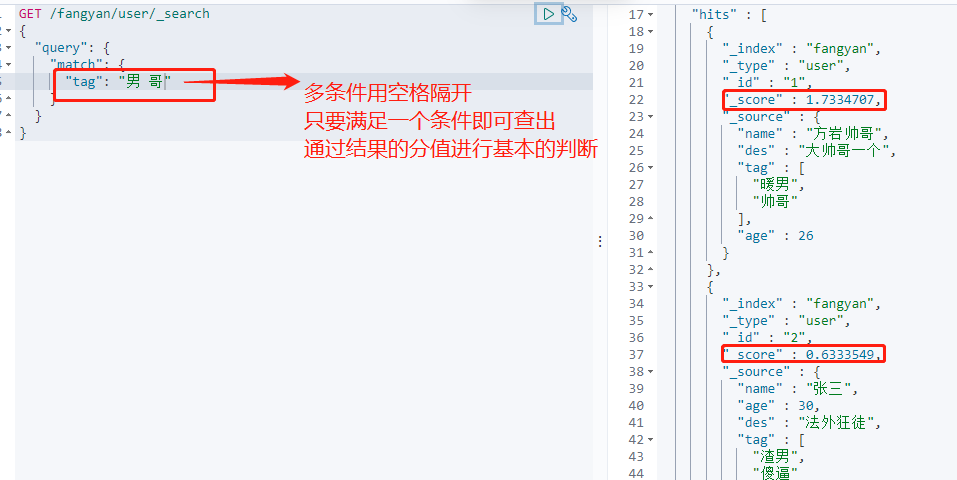 GET /fangyan/user/_search
{
"query": {
"match": {
"tag": "男 哥"
}
}
}
多条件用空格隔开
只要满足一个条件即可查出
通过结果的分值进行基本的判断
17 "hits" : [
18 {
19 "_index" : "fangyan",
20 "_type" : "user",
21 "_id" : "1",
22 "_score" : 1.7334707,
23 "_source" : {
24 "name" : "方岩帅哥",
25 "des" : "大帅哥一个",
26 "tag" : [
27 "暖男",
28 "帅哥"
29 ],
30 "age" : 26
31 }
32 },
33 {
34 "_index" : "fangyan",
35 "_type" : "user",
36 "_id" : "2",
37 "_score" : 0.6333549,
38 "_source" : {
39 "name" : "张三",
40 "age" : 30,
41 "des" : "法外狂徒",
42 "tag" : [
43 "渣男",
44 "傻逼"